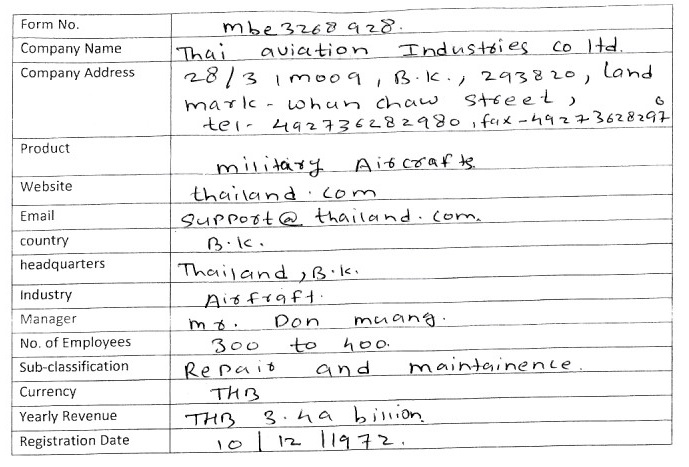 Form No. mbe3268928.
Company Name Thai aviation Industries co ltd.
Company Address 28/3 1moo9, B.K., 293820, Land
mark - whan chaw street,
tel- 492736282980, fax-492736282970
Product military Aircrafts
Website thailand.com
Email support@thailand.com.
country B.K.
headquarters Thailand, B.K.
Industry Airfraft.
Manager mr. Don muang.
No. of Employees 300 to 400.
Sub-classification Repair and maintainence.
Currency THB
Yearly Revenue THB 3.49 billion.
Registration Date 10/12/1972.